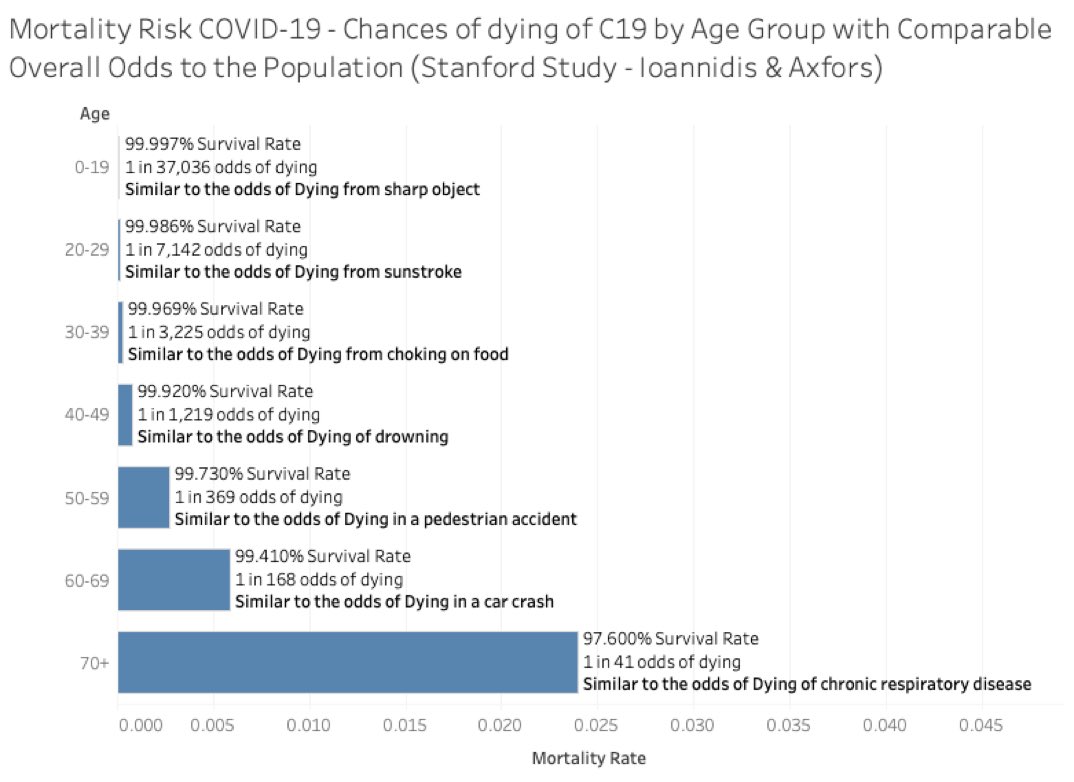 Mortality Risk COVID-19 - Chances of dying of C19 by Age Group with Comparable
Overall Odds to the Population (Stanford Study - Ioannidis & Axfors)
Age
0-19
99.997% Survival Rate
1 in 37,036 odds of dying
Similar to the odds of Dying from sharp object
20-29
99.986% Survival Rate
1 in 7,142 odds of dying
Similar to the odds of Dying from sunstroke
30-39
99.969% Survival Rate
1 in 3,225 odds of dying
Similar to the odds of Dying from choking on food
40-49
99.920% Survival Rate
1 in 1,219 odds of dying
Similar to the odds of Dying of drowning
50-59
99.730% Survival Rate
1 in 369 odds of dying
Similar to the odds of Dying in a pedestrian accident
60-69
99.410% Survival Rate
1 in 168 odds of dying
Similar to the odds of Dying in a car crash
70+
97.600% Survival Rate
1 in 41 odds of dying
Similar to the odds of Dying of chronic respiratory disease
0.000 0.005 0.010 0.015 0.020 0.025 0.030 0.035 0.040 0.045
Mortality Rate